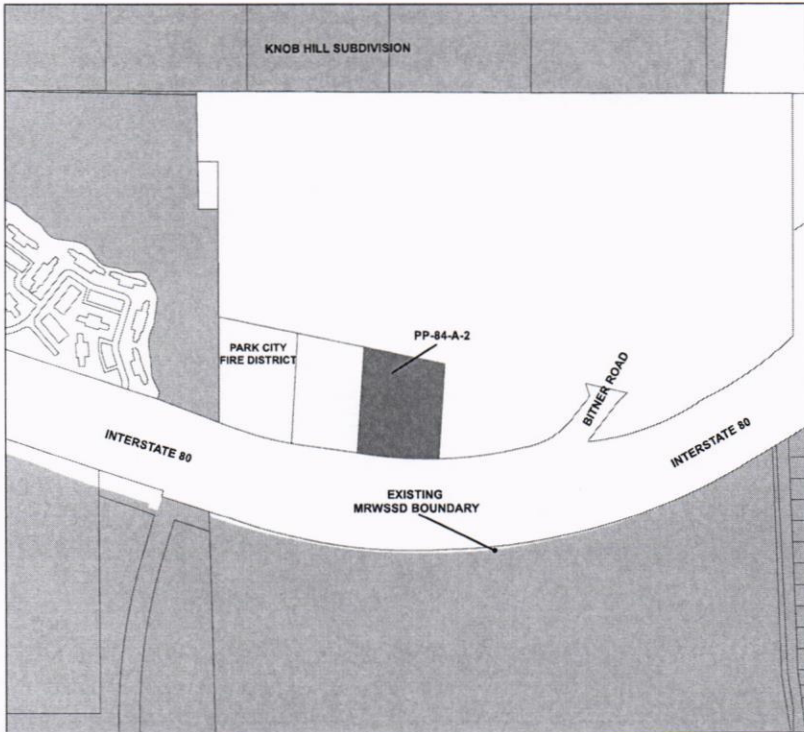 KNOB HILL SUBDIVISION
PP-84-A-2
PARK CITY
FIRE DISTRICT
BITNER ROAD
INTERSTATE 80
INTERSTATE 80
EXISTING
MRWSSD BOUNDARY